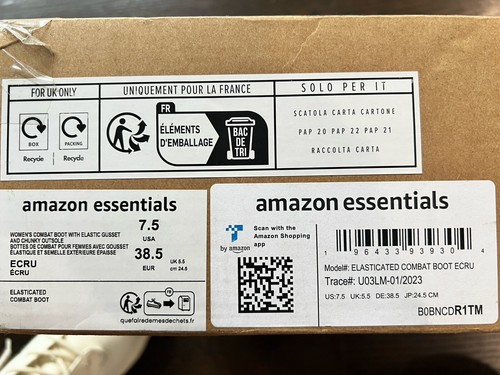 FOR UK ONLY
BOX
Recycle
PACKING
Recycle
UNIQUEMENT POUR LA FRANCE
FR
ÉLÉMENTS
D'EMBALLAGE
BAC
DE
TRI
SOLO PER IT
SCATOLA CARTA CARTONE
PAP 20 PAP 22 PAP 21
RACCOLTA CARTA
amazon essentials
WOMEN'S COMBAT BOOT WITH ELASTIC GUSSET
AND CHUNKY OUTSOLE
BOTTES DE COMBAT POUR FEMMES AVEC GOUSSET
ÉLASTIQUE ET SEMELLE EXTÉRIEURE ÉPAISSE
ECRU
ÉCRU
7.5
USA
38.5 UK 5.5
EUR cm 24.8
ELASTICATED
COMBAT BOOT
FR
quefairedemesdechets.fr
amazon essentials
by amazon
Scan with the
Amazon Shopping
app
1 96433 93930 4
Model#: ELASTICATED COMBAT BOOT ECRU
Trace#: U03LM-01/2023
US:7.5 UK:5.5 DE:38.5 JP:24.5 CM
B0BNCDR1TM